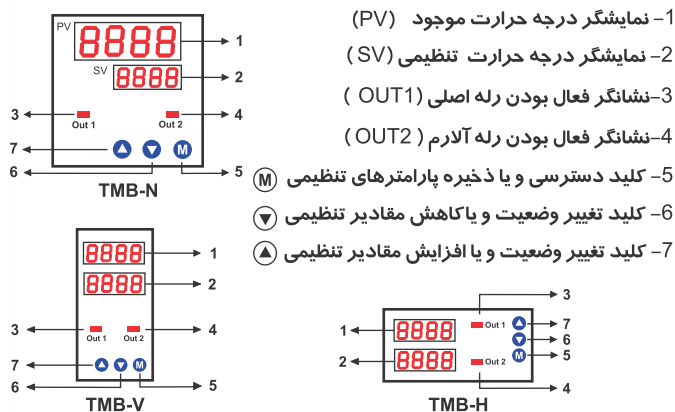 1- نمایشگر درجه حرارت موجود (PV)
2- نمایشگر درجه حرارت تنظیمی (SV)
3- نشانگر فعال بودن رله اصلی (OUT1)
4- نشانگر فعال بودن رله آلارم (OUT2)
5- کلید دسترسی و یا ذخیره پارامترهای تنظیمی M
6- کلید تغییر وضعیت و یا کاهش مقادیر تنظیمی ▼
7- کلید تغییر وضعیت و یا افزایش مقادیر تنظیمی ▲
PV 8888 1
SV 8888 2
3 4
Out 1 Out 2
7 M
6 5
TMB-N
8888 1
8888 2
3 4
Out 1 Out 2
7 M
6 5
TMB-V
3
1 8888 Out 1 7
6
2 8888 Out 2 M 5
4
TMB-H